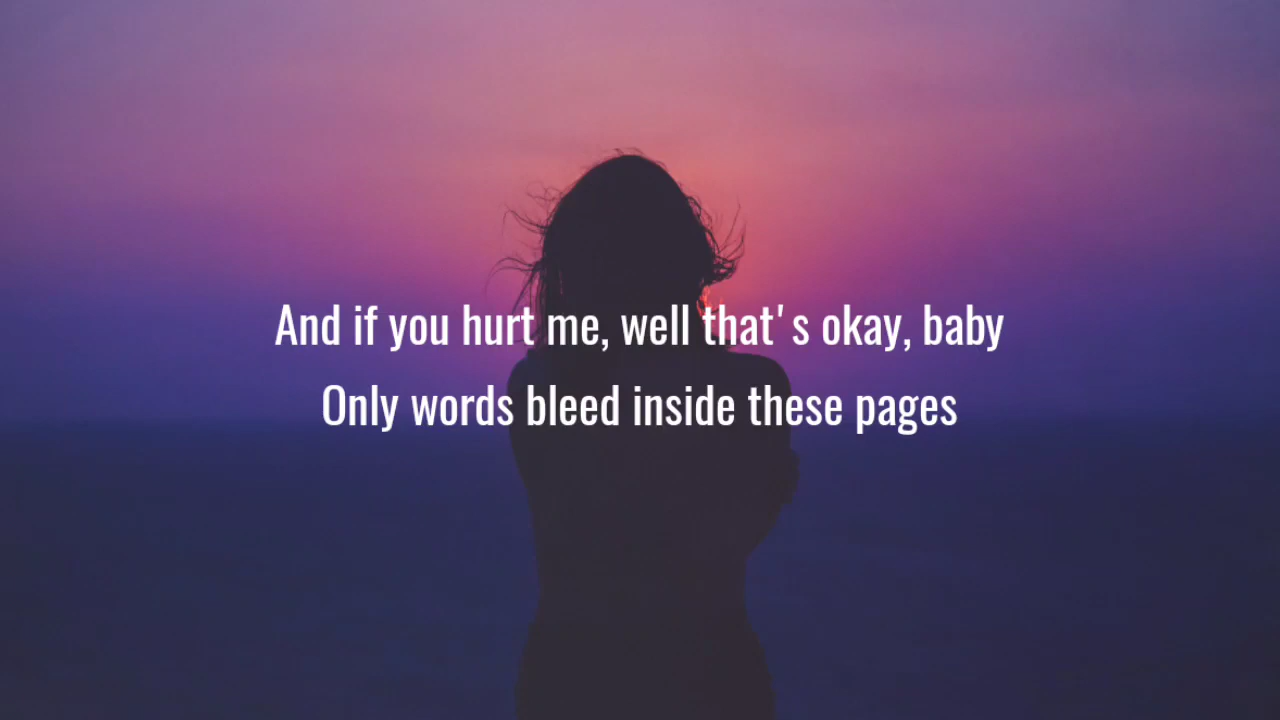 And if you hurt me, well that's okay, baby
Only words bleed inside these pages